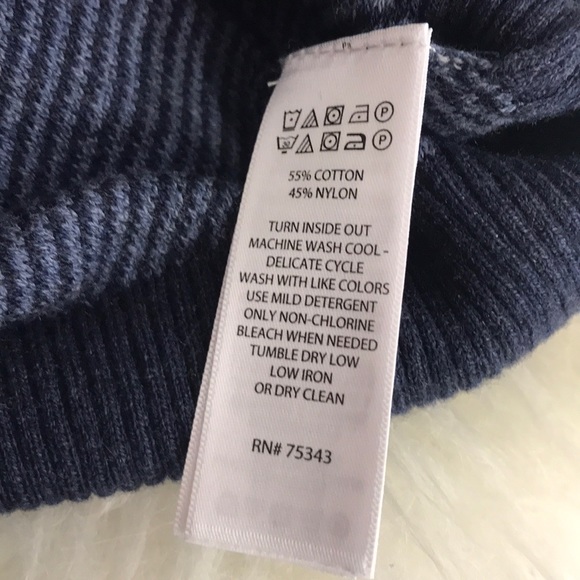 P
P
55% COTTON
45% NYLON
TURN INSIDE OUT
MACHINE WASH COOL -
DELICATE CYCLE
WASH WITH LIKE COLORS
USE MILD DETERGENT
ONLY NON-CHLORINE
BLEACH WHEN NEEDED
TUMBLE DRY LOW
LOW IRON
OR DRY CLEAN
RN# 75343